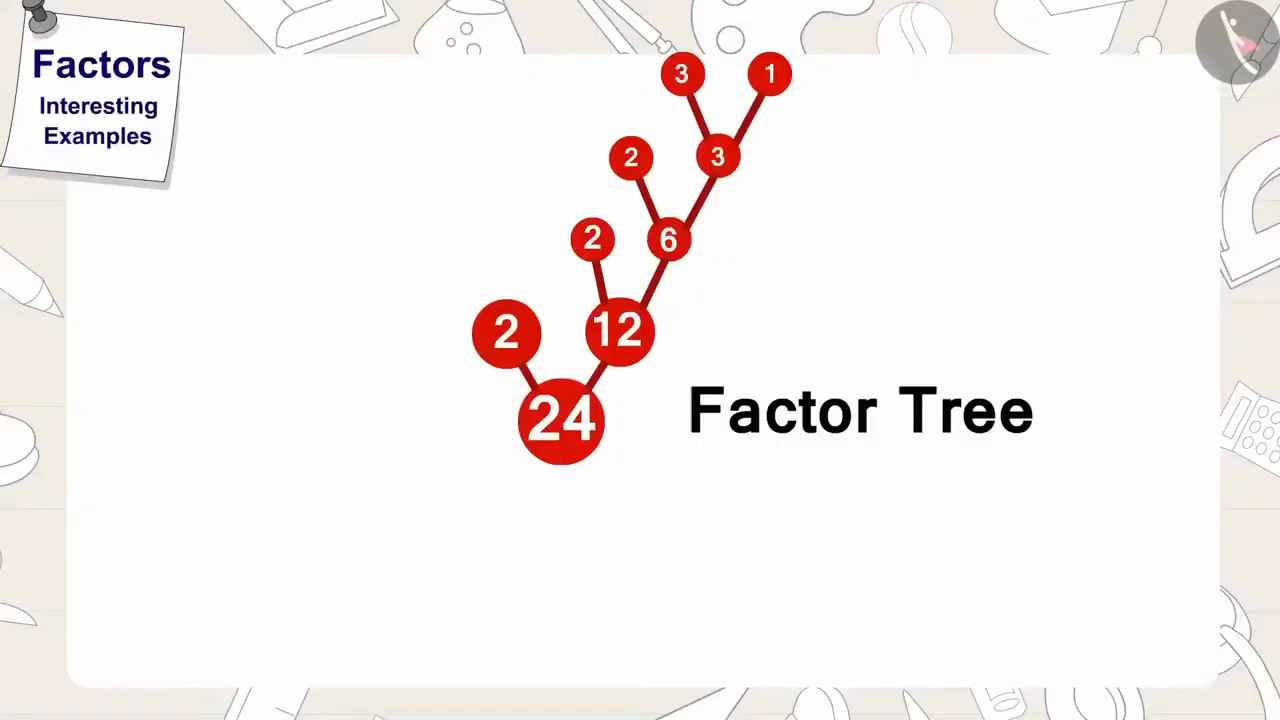 Factors
Interesting
Examples
3 1
2 3
2 6
2 12
24
Factor Tree